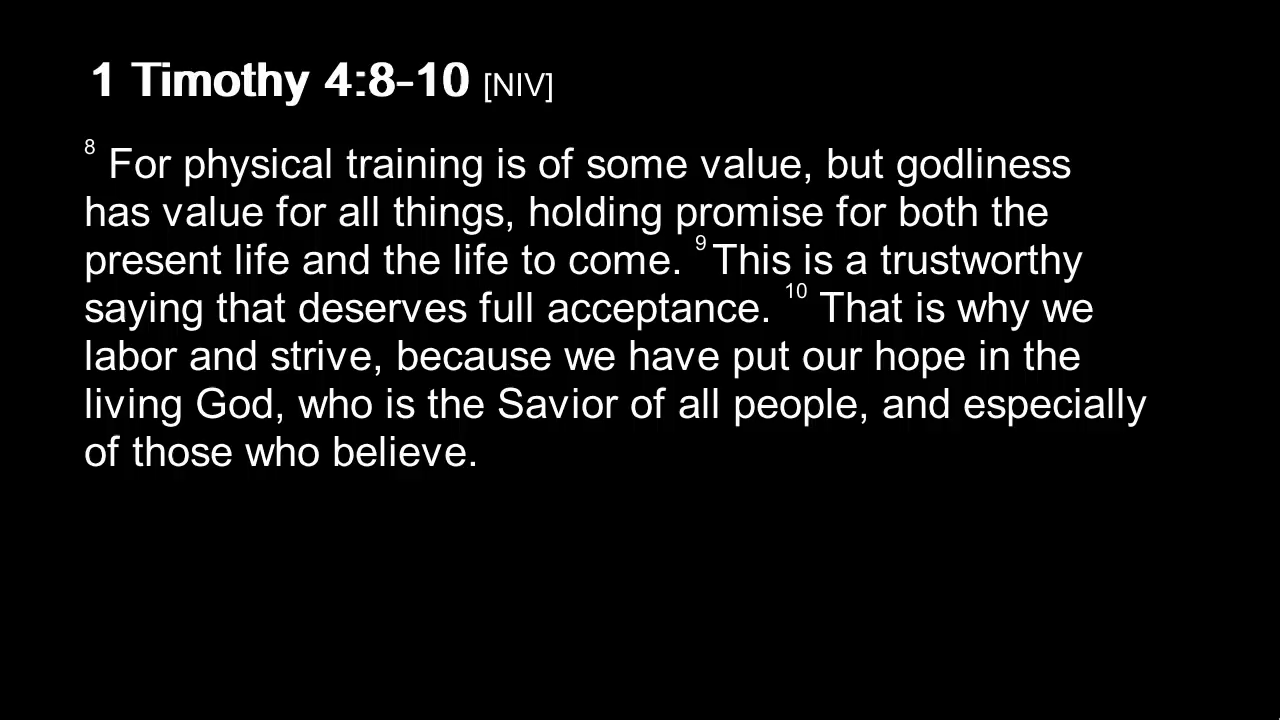 1 Timothy 4:8-10 [NIV]
8 For physical training is of some value, but godliness
has value for all things, holding promise for both the
present life and the life to come. 9 This is a trustworthy
saying that deserves full acceptance. 10 That is why we
labor and strive, because we have put our hope in the
living God, who is the Savior of all people, and especially
of those who believe.